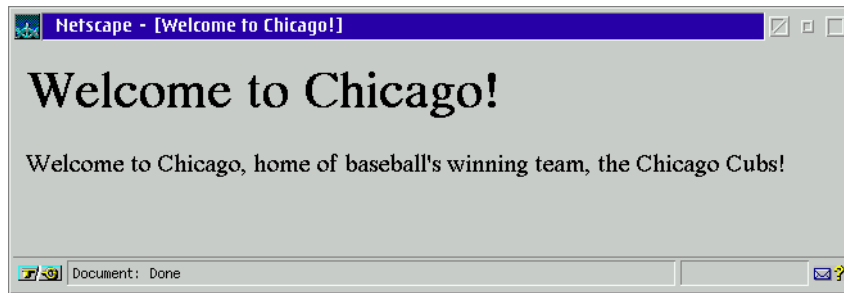 Netscape - [Welcome to Chicago!]
Welcome to Chicago!
Welcome to Chicago, home of baseball's winning team, the Chicago Cubs!
Document: Done
?